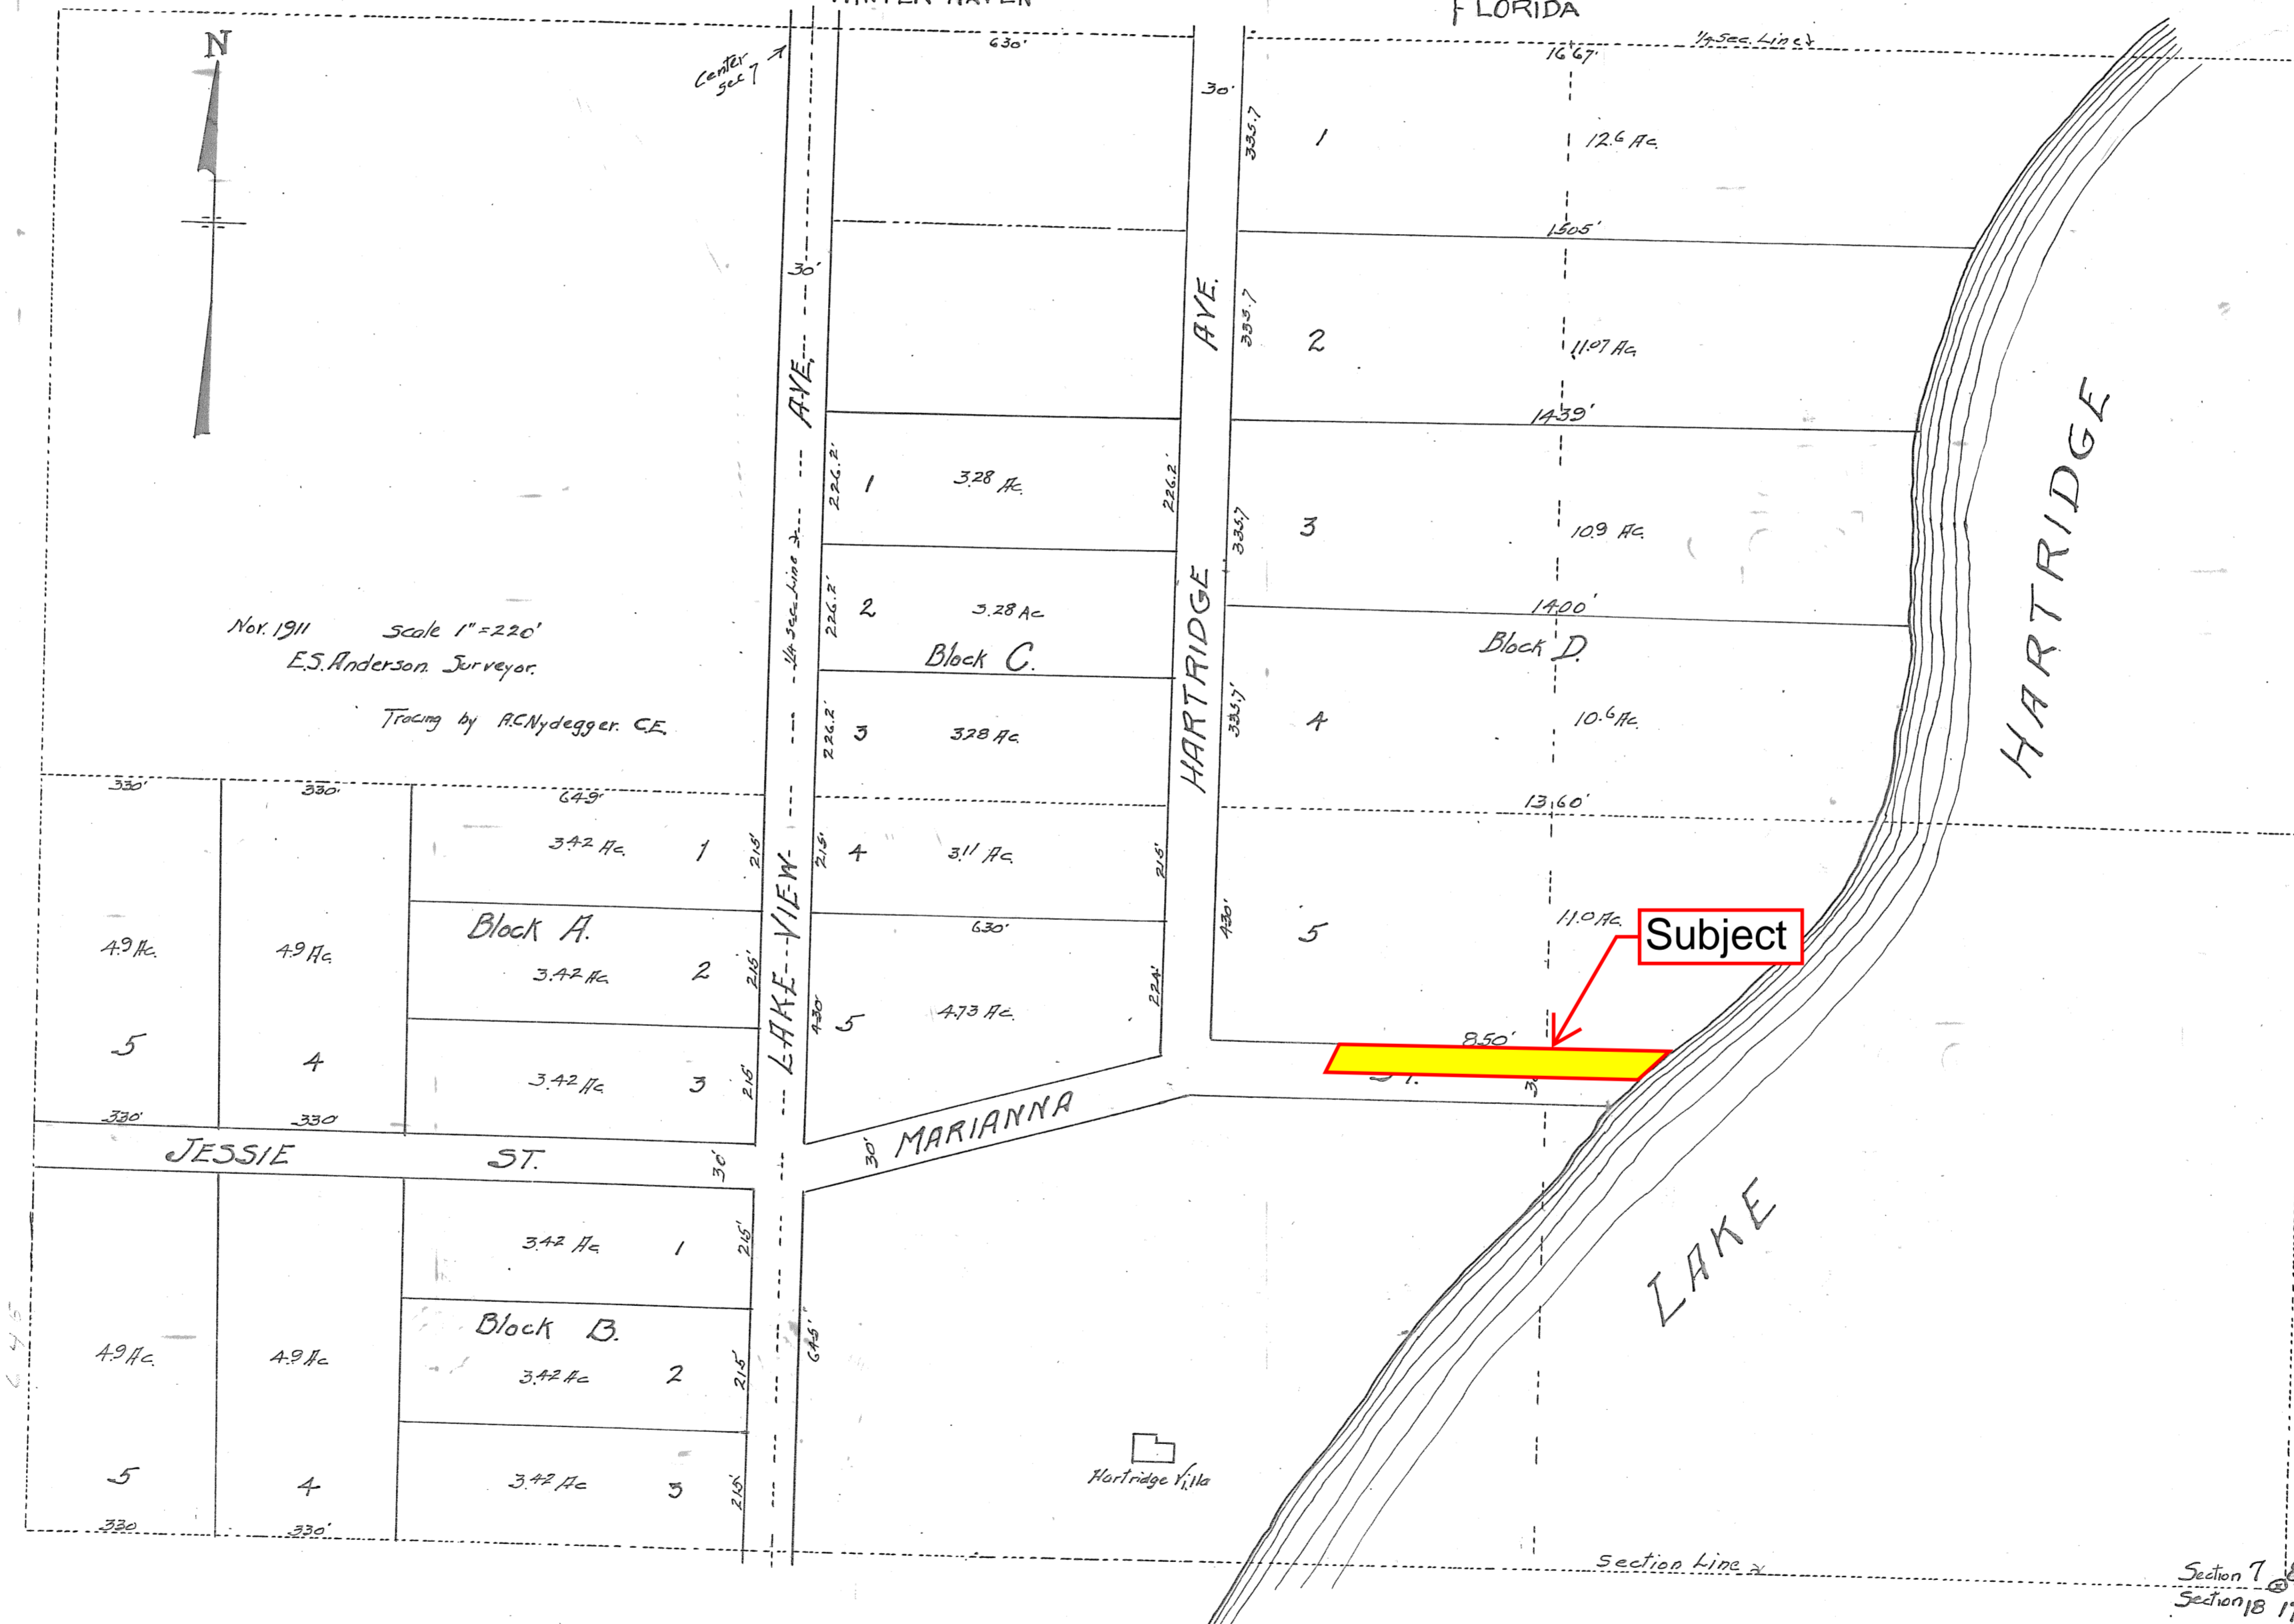 FLORIDA
N
Center
Sec 7
630'
1667'
1/4 Sec. Line
30'
335.7
1
12.6 Ac.
1505'
30'
AVE.
AVE.
335.7
2
11.07 Ac.
1439'
226.2'
1
3.28 Ac.
226.2'
335.7
3
10.9 Ac.
HARTRIDGE
1400'
1/4 Sec. Line
226.2'
2
3.28 Ac
Block C.
HARTRIDGE
Block D.
Nov. 1911 Scale 1"=220'
E.S. Anderson. Surveyor.
Tracing by A.C. Nydegger. C.E.
226.2'
3
3.28 Ac.
335.7'
4
10.6 Ac.
330'
330'
649'
1360'
3.42 Ac.
1
215'
215'
4
3.11 Ac.
215'
Block A.
LAKE VIEW
630'
430'
5
11.0 Ac.
Subject
4.9 Ac.
4.9 Ac.
3.42 Ac.
2
215'
5
4
430'
5
4.73 Ac.
224'
850'
3.42 Ac
3
215'
ST.
330'
330'
JESSIE ST.
30'
30'
MARIANNA
3.42 Ac
1
215'
LAKE
Block B.
645'
4.9 Ac.
4.9 Ac
3.42 Ac
2
215'
5
4
3.42 Ac
3
215'
Hartridge Villa
330
330'
Section Line
Section 7
Section 18